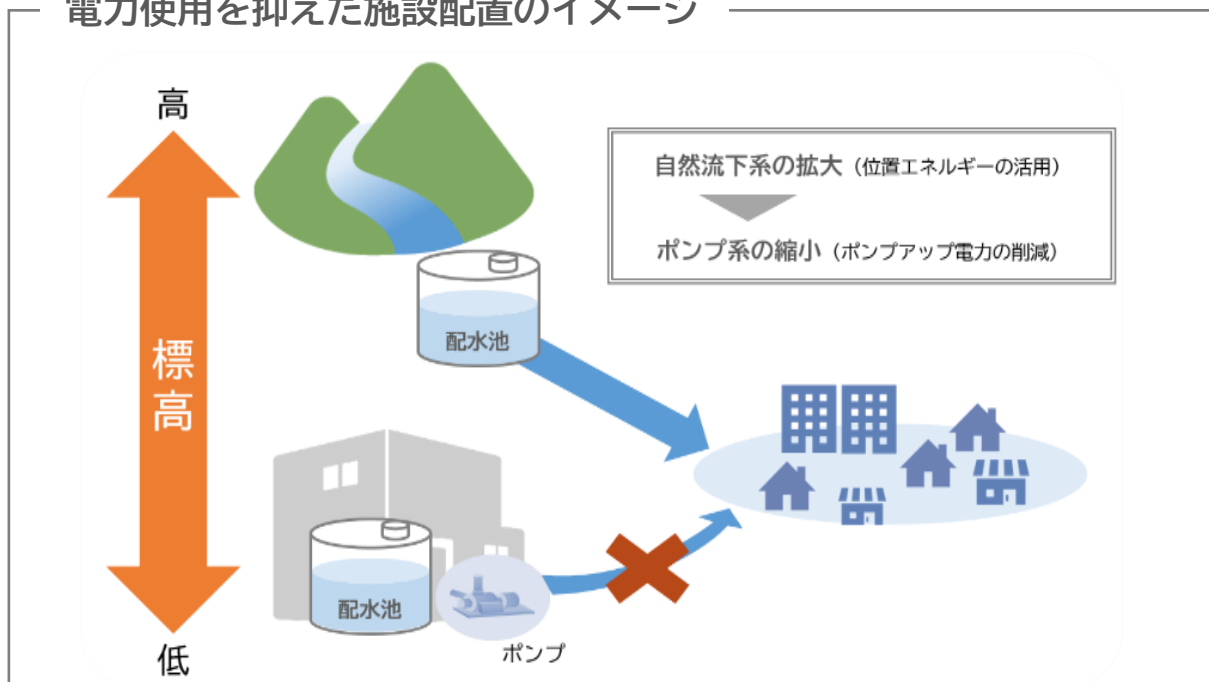 電力使用を抑えた施設配置のイメージ
高
自然流下系の拡大（位置エネルギーの活用）
ポンプ系の縮小（ポンプアップ電力の削減）
標高
配水池
配水池
ポンプ
低